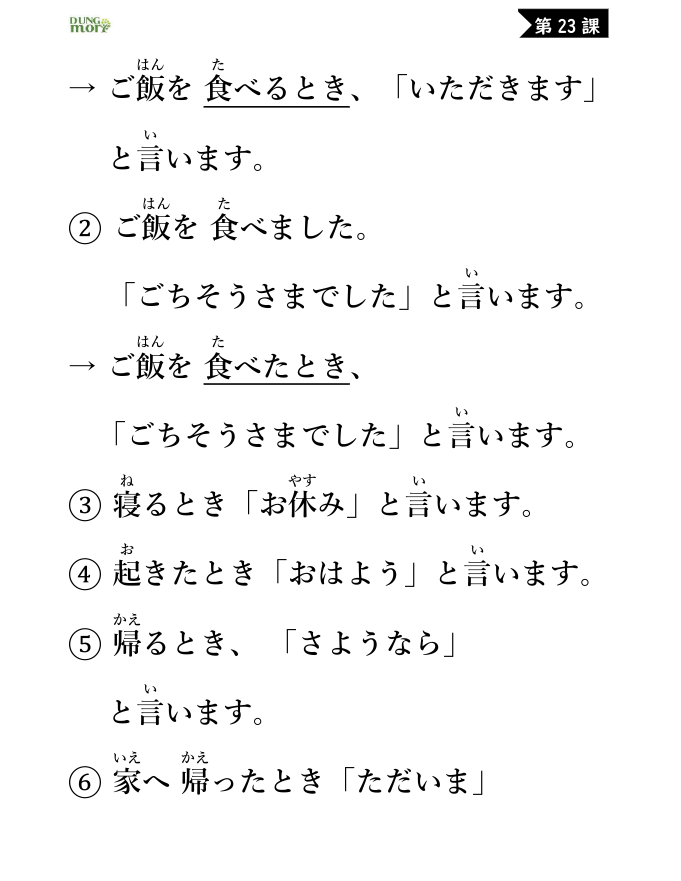 DUNG
mori
第 23 課
はん た
→ ご飯を 食べるとき、「いただきます」
い
と言います。
はん た
② ご飯を 食べました。
い
「ごちそうさまでした」と言います。
はん た
→ ご飯を 食べたとき、
い
「ごちそうさまでした」と言います。
ね やす い
③ 寝るとき「お休み」と言います。
お い
④ 起きたとき「おはよう」と言います。
かえ
⑤ 帰るとき、「さようなら」
い
と言います。
いえ かえ
⑥ 家へ 帰ったとき「ただいま」